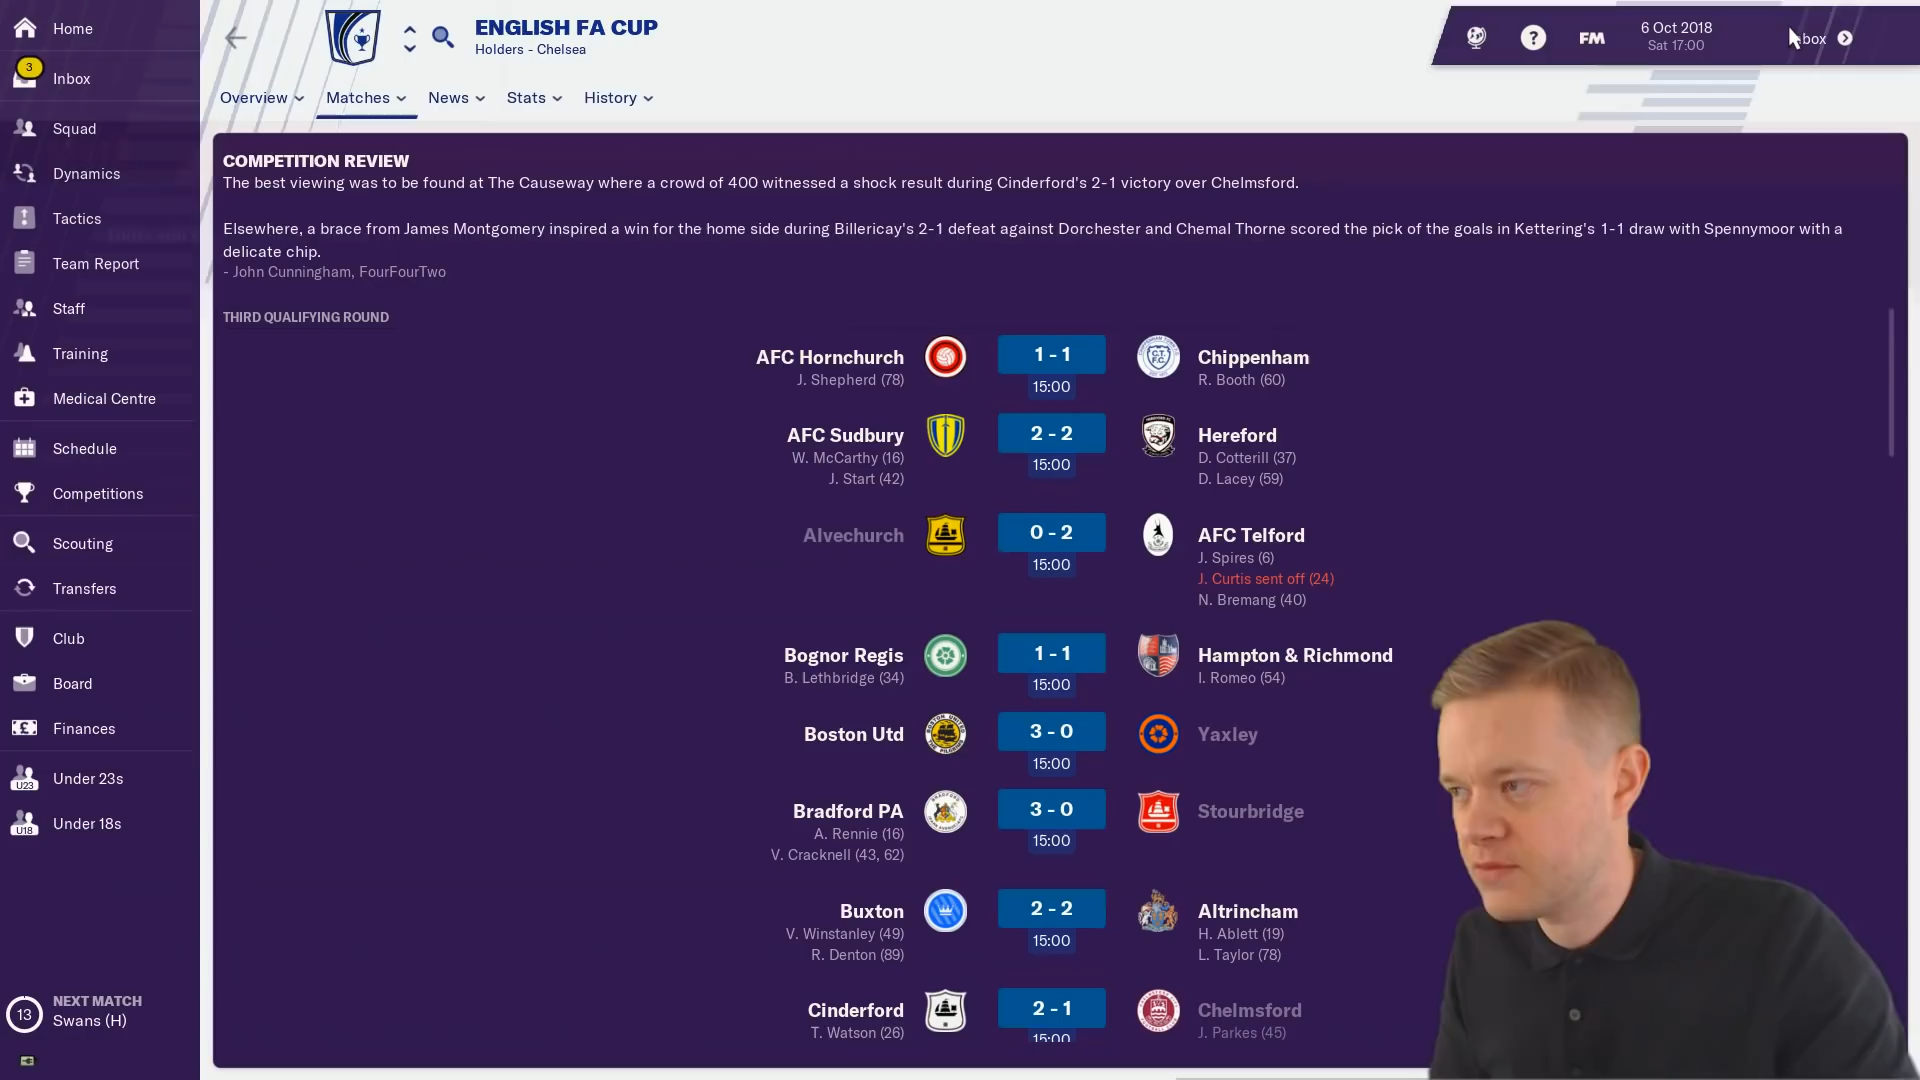 Home
3
Inbox
Squad
Dynamics
Tactics
Team Report
Staff
Training
Medical Centre
Schedule
Competitions
Scouting
Transfers
Club
Board
£
Finances
U23
Under 23s
U18
Under 18s
13
NEXT MATCH
Swans (H)
ENGLISH FA CUP
Holders - Chelsea
?
FM
6 Oct 2018
Sat 17:00
Overview
Matches
News
Stats
History
COMPETITION REVIEW
The best viewing was to be found at The Causeway where a crowd of 400 witnessed a shock result during Cinderford's 2-1 victory over Chelmsford.
Elsewhere, a brace from James Montgomery inspired a win for the home side during Billericay's 2-1 defeat against Dorchester and Chemal Thorne scored the pick of the goals in Kettering's 1-1 draw with Spennymoor with a
delicate chip.
- John Cunningham, FourFourTwo
THIRD QUALIFYING ROUND
AFC Hornchurch 1 - 1 Chippenham
J. Shepherd (78) 15:00 R. Booth (60)
AFC Sudbury 2 - 2 Hereford
W. McCarthy (16) 15:00 D. Cotterill (37)
J. Start (42) D. Lacey (59)
Alvechurch 0 - 2 AFC Telford
15:00 J. Spires (6)
J. Curtis sent off (24)
N. Bremang (40)
Bognor Regis 1 - 1 Hampton & Richmond
B. Lethbridge (34) 15:00 I. Romeo (54)
Boston Utd 3 - 0 Yaxley
15:00
Bradford PA 3 - 0 Stourbridge
A. Rennie (16) 15:00
V. Cracknell (43, 62)
Buxton 2 - 2 Altrincham
V. Winstanley (49) 15:00 H. Ablett (19)
R. Denton (89) L. Taylor (78)
Cinderford 2 - 1 Chelmsford
T. Watson (26) 15:00 J. Parkes (45)